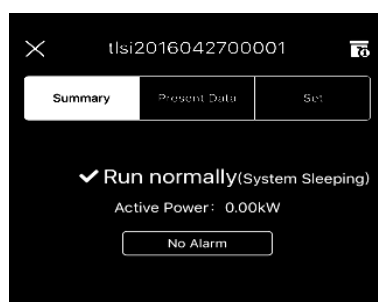 tlsi2016042700001
Summary Present Data Set
✓ Run normally(System Sleeping)
Active Power: 0.00kW
No Alarm